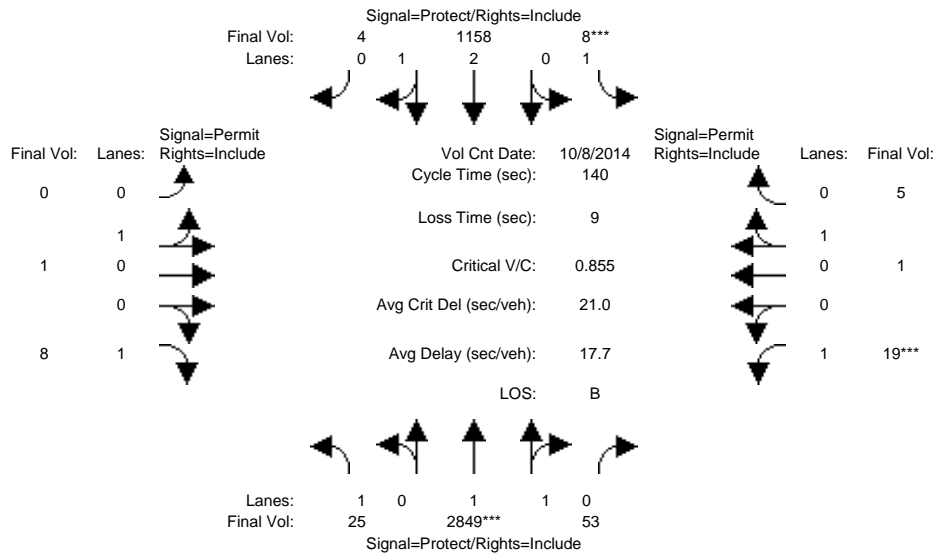 Signal=Protect/Rights=Include
Final Vol: 4 1158 8***
Lanes: 0 1 2 0 1
Signal=Permit
Final Vol: Lanes: Rights=Include
Vol Cnt Date: 10/8/2014
Signal=Permit
Rights=Include Lanes: Final Vol:
Cycle Time (sec): 140
0 0
0 5
Loss Time (sec): 9
1
1
1 0
Critical V/C: 0.855
0 1
0
Avg Crit Del (sec/veh): 21.0
0
8 1
Avg Delay (sec/veh): 17.7
1 19***
LOS: B
Lanes: 1 0 1 1 0
Final Vol: 25 2849*** 53
Signal=Protect/Rights=Include